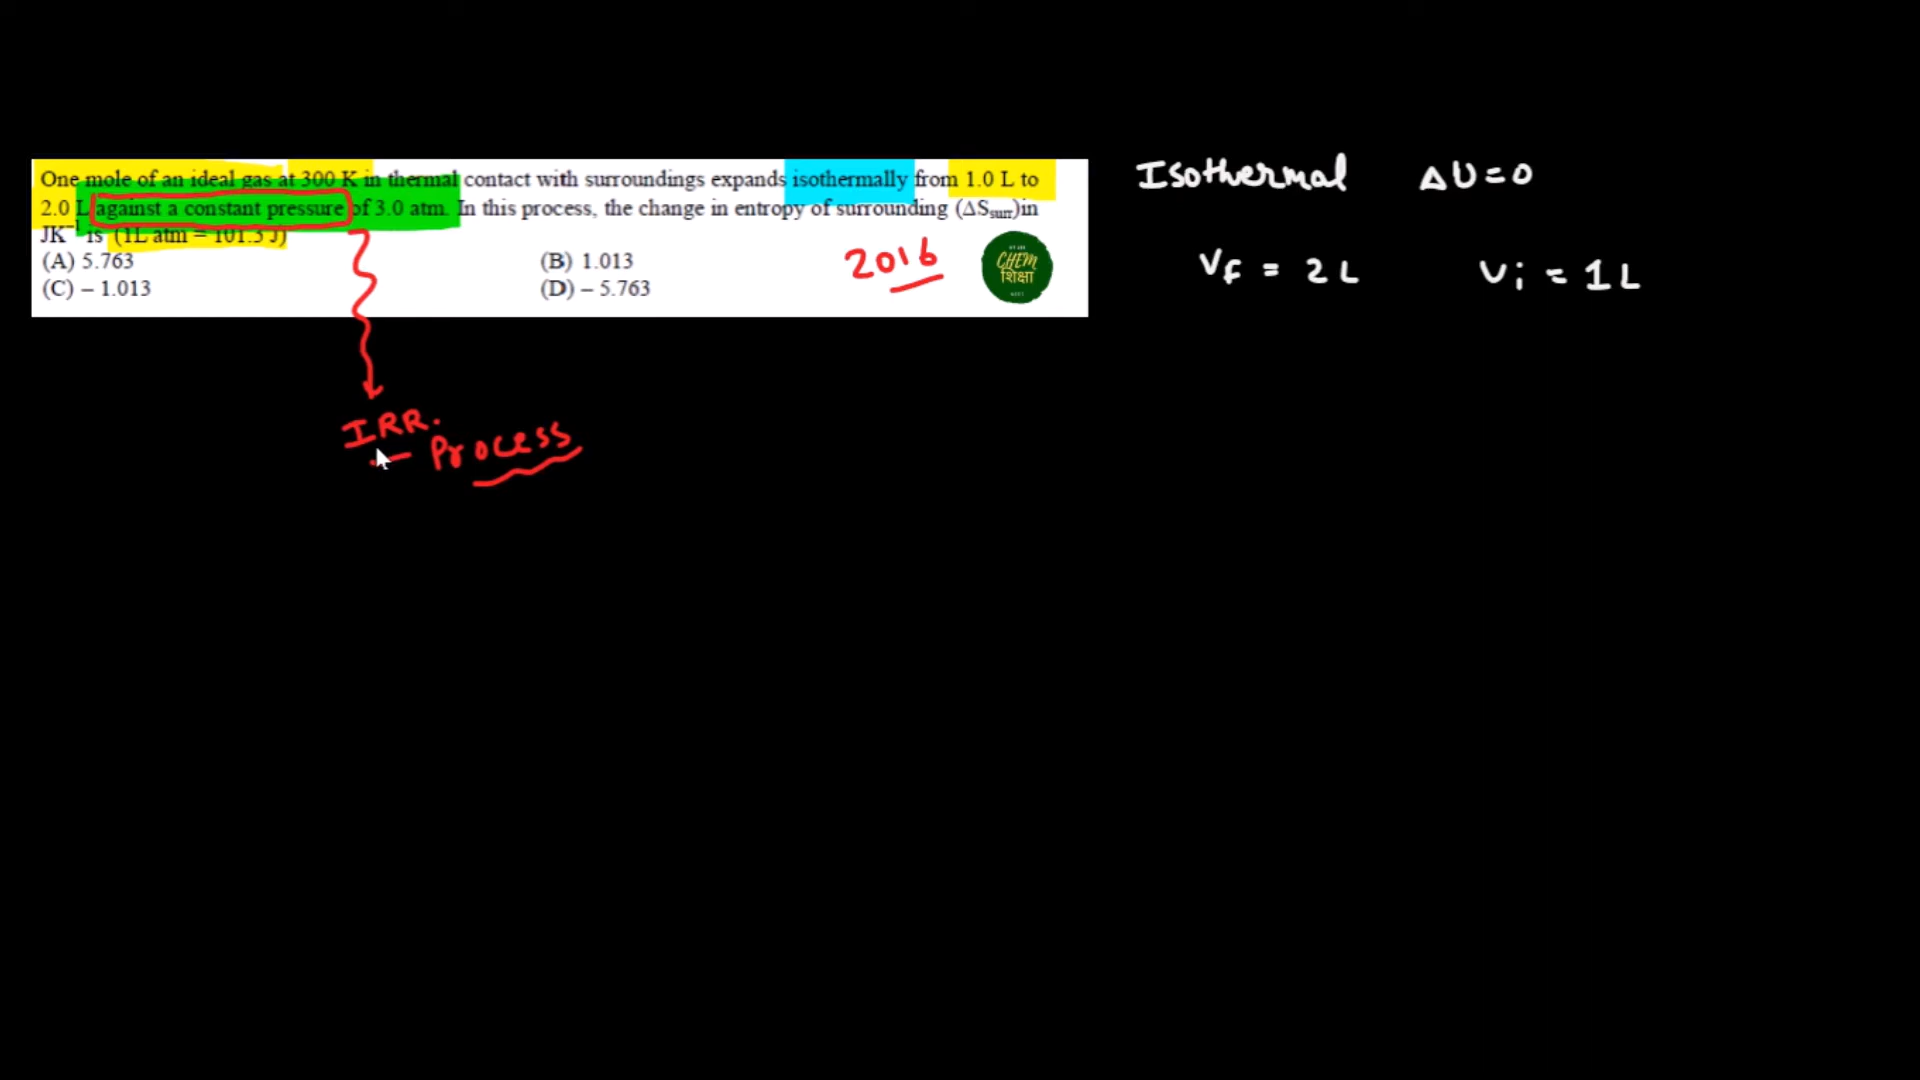 One mole of an ideal gas at 300 K in thermal contact with surroundings expands isothermally from 1.0 L to
2.0 L against a constant pressure of 3.0 atm. In this process, the change in entropy of surrounding (ΔSsurr)in
JK⁻¹ is (1L atm = 101.3 J)
(A) 5.763 (B) 1.013
(C) – 1.013 (D) – 5.763
2016
CHEM
शिक्षा
IRR.
Process
Isothermal ΔU=0
Vf = 2 L Vi = 1 L